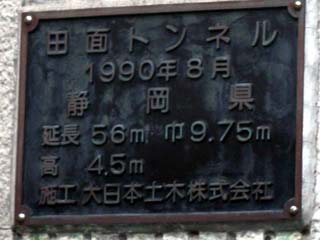 田面トンネル
1990年8月
静岡県
延長 56m 巾9.75m
高 4.5m
施工 大日本土木株式会社